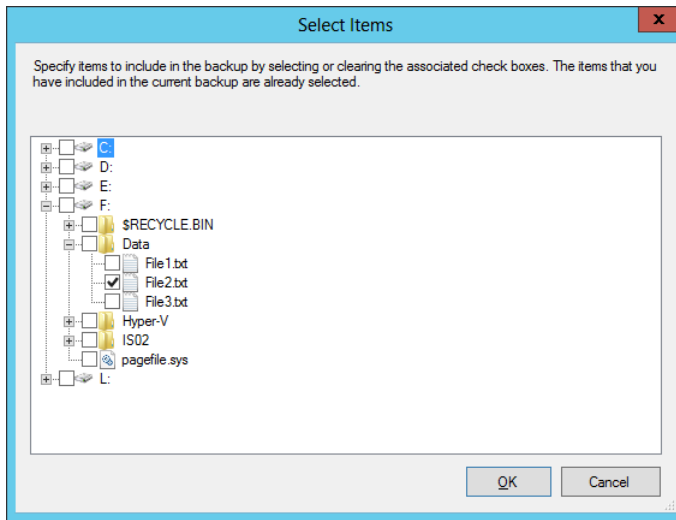 Select Items
x
Specify items to include in the backup by selecting or clearing the associated check boxes. The items that you
have included in the current backup are already selected.
C:
D:
E:
F:
$RECYCLE.BIN
Data
File1.txt
File2.txt
File3.txt
Hyper-V
IS02
pagefile.sys
L:
OK Cancel